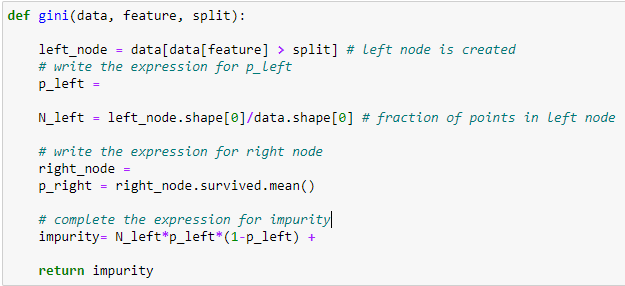 def gini(data, feature, split):
left_node = data[data[feature] > split] # left node is created
# write the expression for p_left
p_left =
N_left = left_node.shape[0]/data.shape[0] # fraction of points in left node
# write the expression for right node
right_node =
p_right = right_node.survived.mean()
# complete the expression for impurity
impurity= N_left*p_left*(1-p_left) +
return impurity